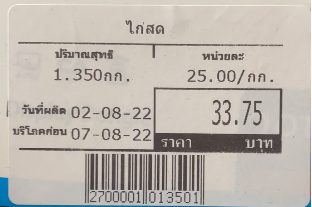 ไก่สด
ปริมาณสุทธิ หน่วยละ
1.350กก. 25.00/กก.
วันที่ผลิต 02-08-22 33.75
บริโภคก่อน 07-08-22
ราคา บาท
2700001 013501